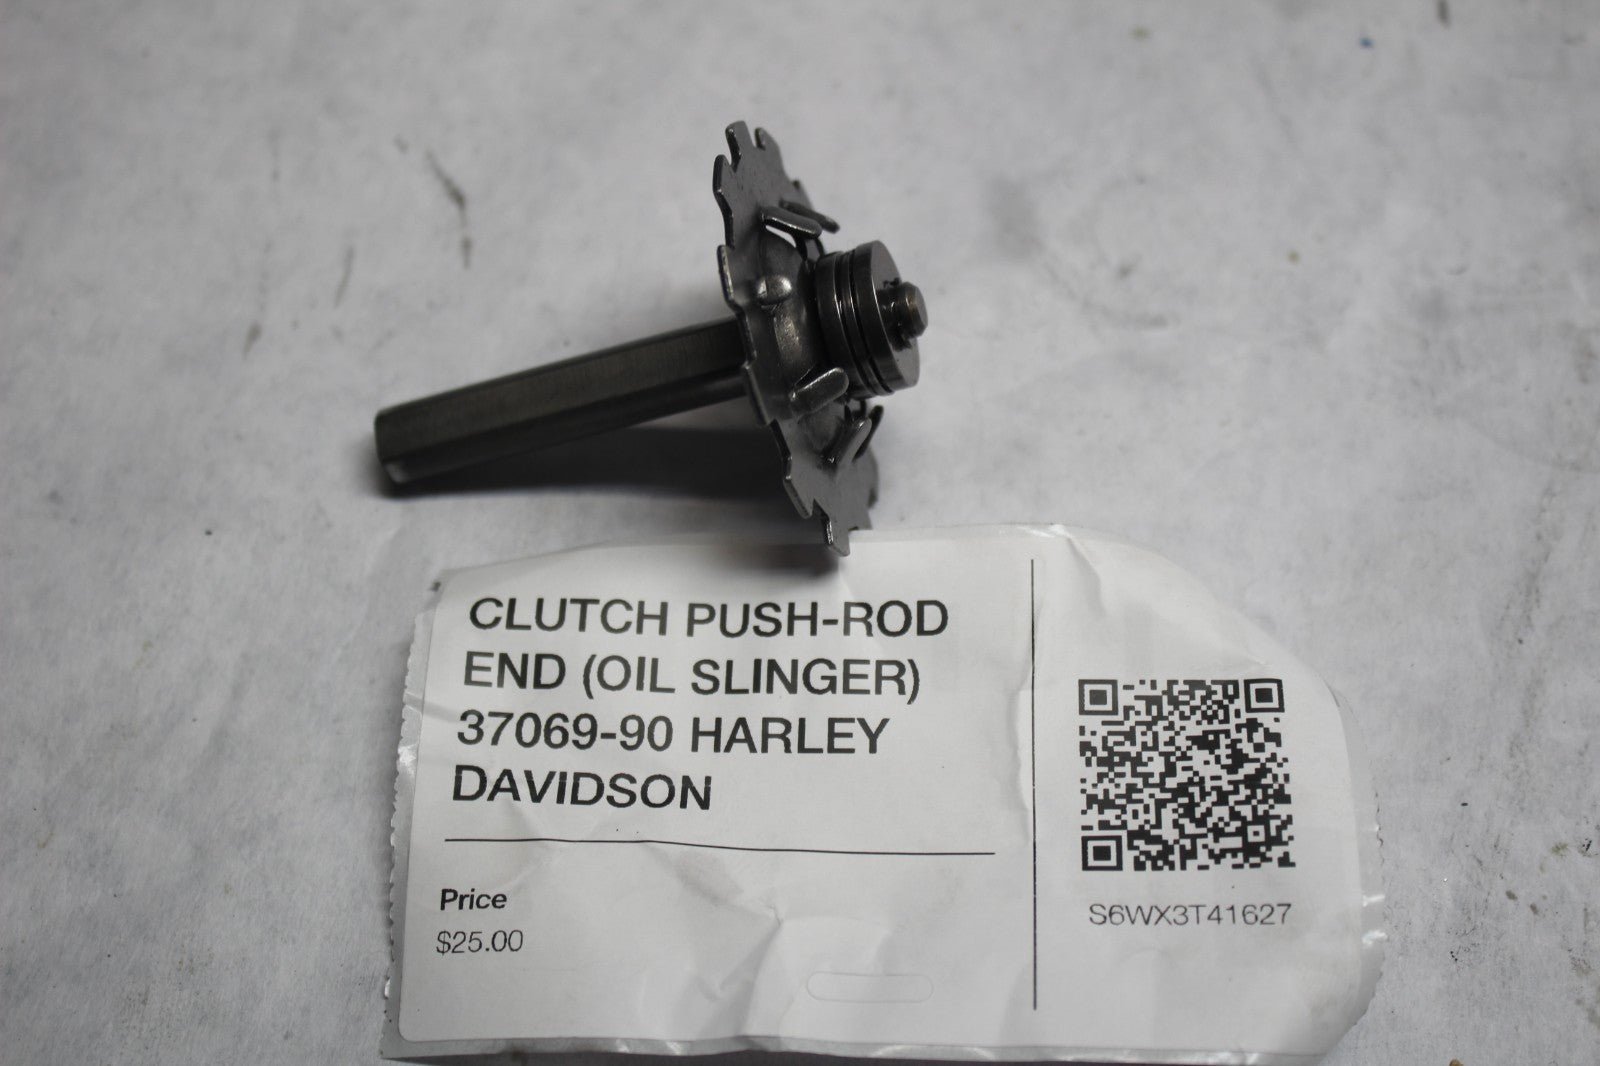 CLUTCH PUSH-ROD
END (OIL SLINGER)
37069-90 HARLEY
DAVIDSON
Price
$25.00
S6WX3T41627